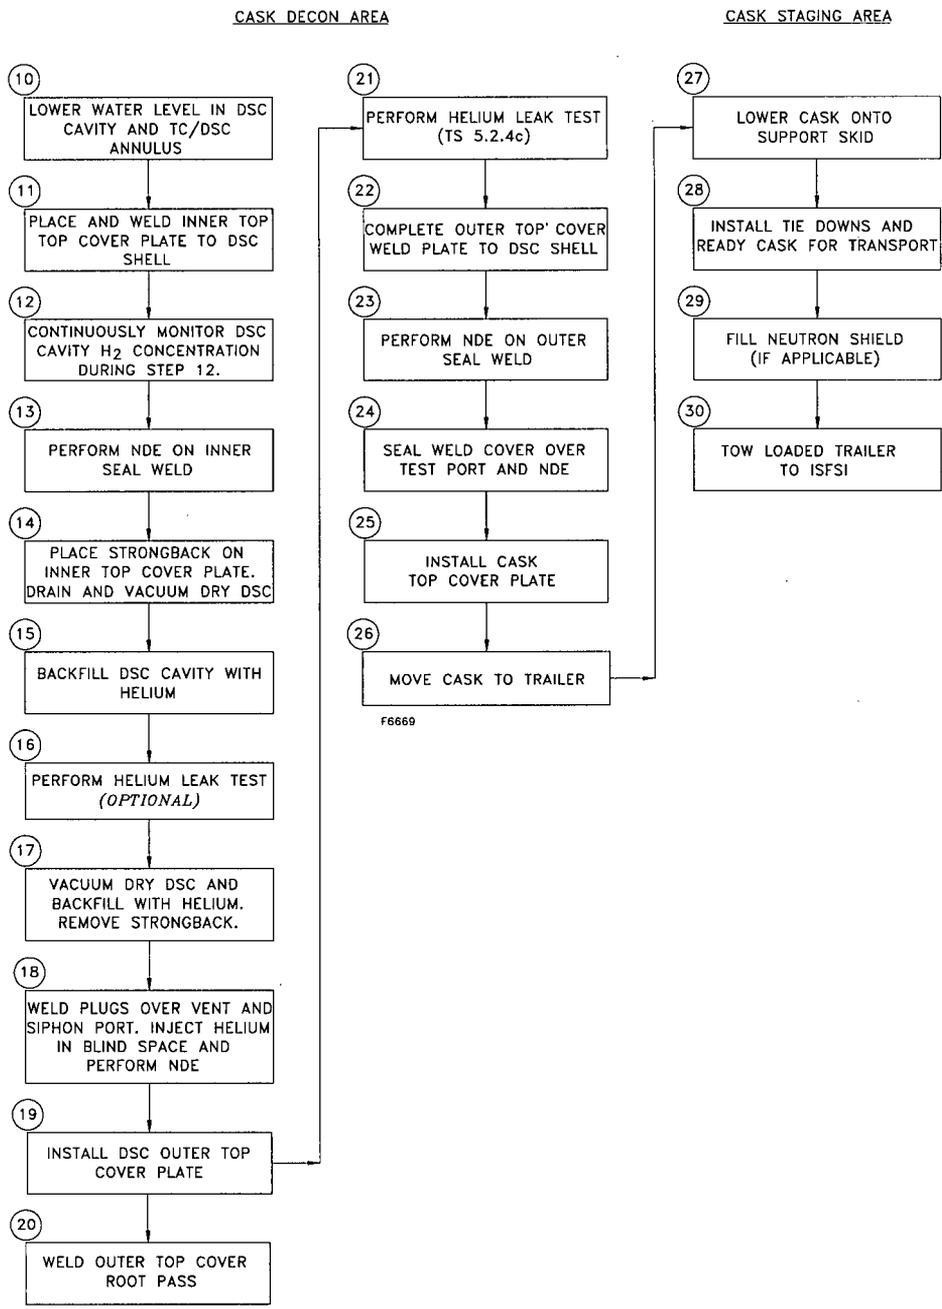 CASK DECON AREA
10
LOWER WATER LEVEL IN DSC
CAVITY AND TC/DSC
ANNULUS
11
PLACE AND WELD INNER TOP
TOP COVER PLATE TO DSC
SHELL
12
CONTINUOUSLY MONITOR DSC
CAVITY H2 CONCENTRATION
DURING STEP 12.
13
PERFORM NDE ON INNER
SEAL WELD
14
PLACE STRONGBACK ON
INNER TOP COVER PLATE.
DRAIN AND VACUUM DRY DSC
15
BACKFILL DSC CAVITY WITH
HELIUM
16
PERFORM HELIUM LEAK TEST
(OPTIONAL)
17
VACUUM DRY DSC AND
BACKFILL WITH HELIUM.
REMOVE STRONGBACK.
18
WELD PLUGS OVER VENT AND
SIPHON PORT. INJECT HELIUM
IN BLIND SPACE AND
PERFORM NDE
19
INSTALL DSC OUTER TOP
COVER PLATE
20
WELD OUTER TOP COVER
ROOT PASS
21
PERFORM HELIUM LEAK TEST
(TS 5.2.4c)
22
COMPLETE OUTER TOP' COVER
WELD PLATE TO DSC SHELL
23
PERFORM NDE ON OUTER
SEAL WELD
24
SEAL WELD COVER OVER
TEST PORT AND NDE
25
INSTALL CASK
TOP COVER PLATE
26
MOVE CASK TO TRAILER
F6669
CASK STAGING AREA
27
LOWER CASK ONTO
SUPPORT SKID
28
INSTALL TIE DOWNS AND
READY CASK FOR TRANSPORT
29
FILL NEUTRON SHIELD
(IF APPLICABLE)
30
TOW LOADED TRAILER
TO ISFSI